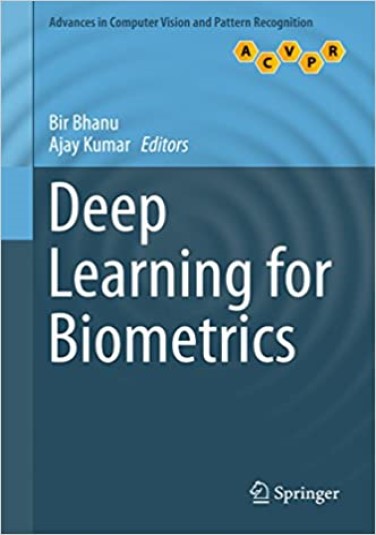 Advances in Computer Vision and Pattern Recognition
A C V P R
Bir Bhanu
Ajay Kumar Editors
Deep
Learning for
Biometrics
Springer